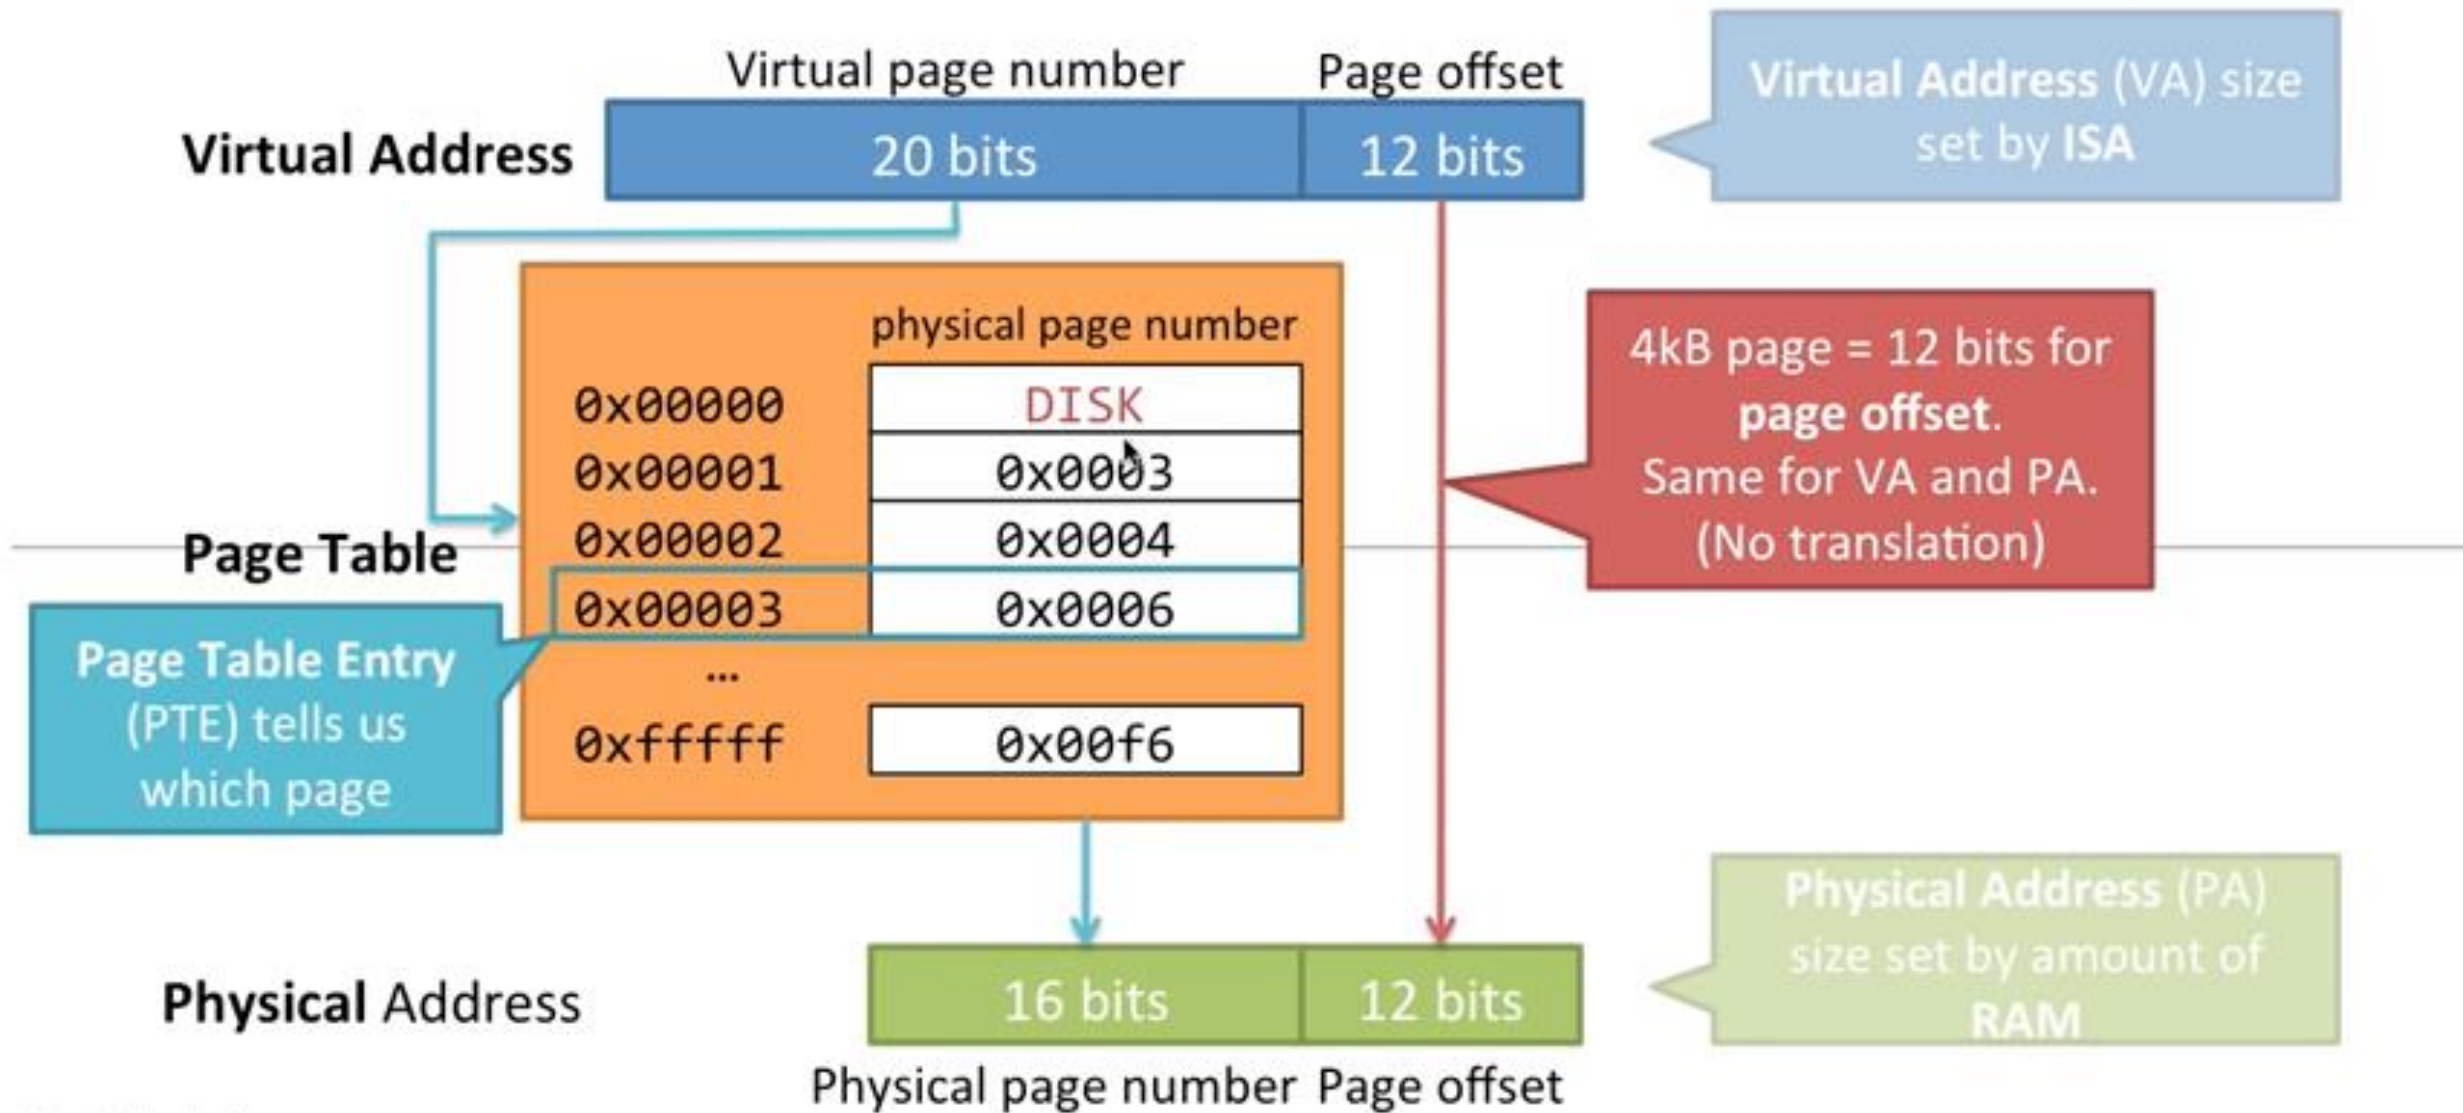 Virtual page number Page offset
Virtual Address 20 bits 12 bits
Virtual Address (VA) size
set by ISA
physical page number
0x00000 DISK
0x00001 0x0003
0x00002 0x0004
0x00003 0x0006
...
0xfffff 0x00f6
Page Table
Page Table Entry
(PTE) tells us
which page
4kB page = 12 bits for
page offset.
Same for VA and PA.
(No translation)
Physical Address 16 bits 12 bits
Physical page number Page offset
Physical Address (PA)
size set by amount of
RAM